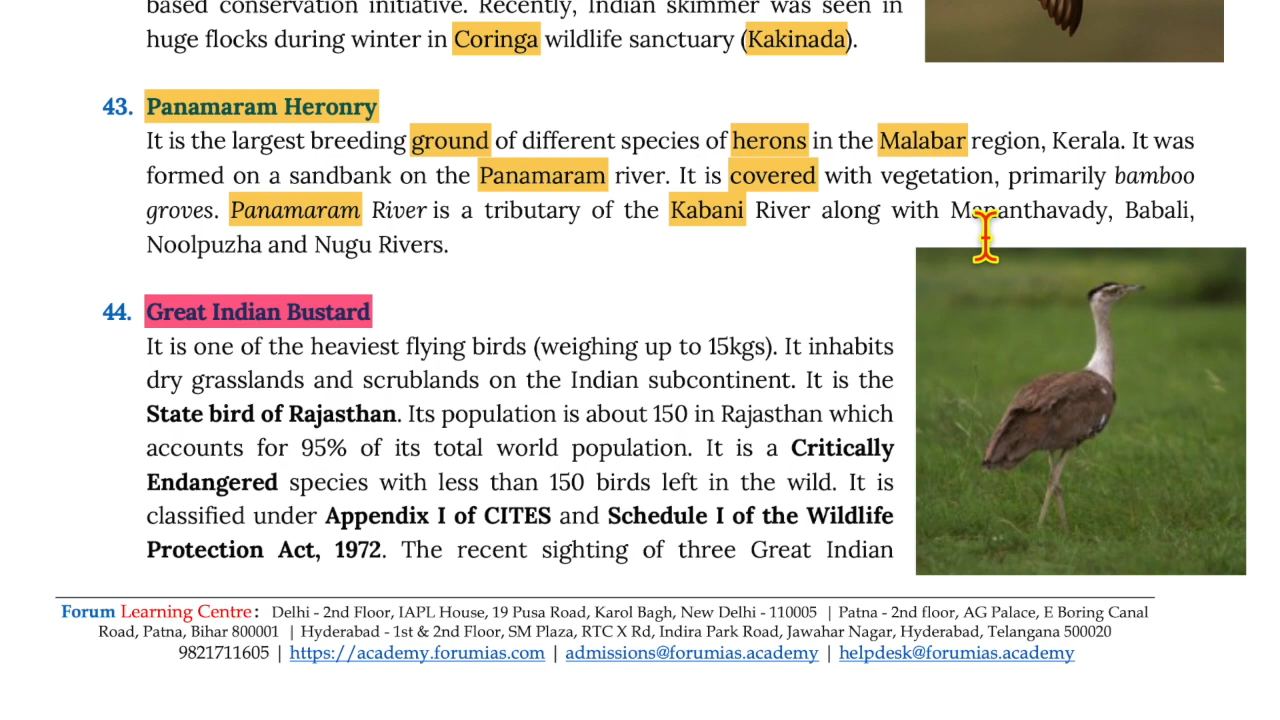 based conservation initiative. Recently, Indian skimmer was seen in
huge flocks during winter in Coringa wildlife sanctuary (Kakinada).
43. Panamaram Heronry
It is the largest breeding ground of different species of herons in the Malabar region, Kerala. It was
formed on a sandbank on the Panamaram river. It is covered with vegetation, primarily bamboo
groves. Panamaram River is a tributary of the Kabani River along with Mananthavady, Babali,
Noolpuzha and Nugu Rivers.
44. Great Indian Bustard
It is one of the heaviest flying birds (weighing up to 15kgs). It inhabits
dry grasslands and scrublands on the Indian subcontinent. It is the
State bird of Rajasthan. Its population is about 150 in Rajasthan which
accounts for 95% of its total world population. It is a Critically
Endangered species with less than 150 birds left in the wild. It is
classified under Appendix I of CITES and Schedule I of the Wildlife
Protection Act, 1972. The recent sighting of three Great Indian
Forum Learning Centre: Delhi - 2nd Floor, IAPL House, 19 Pusa Road, Karol Bagh, New Delhi - 110005 | Patna - 2nd floor, AG Palace, E Boring Canal
Road, Patna, Bihar 800001 | Hyderabad - 1st & 2nd Floor, SM Plaza, RTC X Rd, Indira Park Road, Jawahar Nagar, Hyderabad, Telangana 500020
9821711605 | https://academy.forumias.com | admissions@forumias.academy | helpdesk@forumias.academy